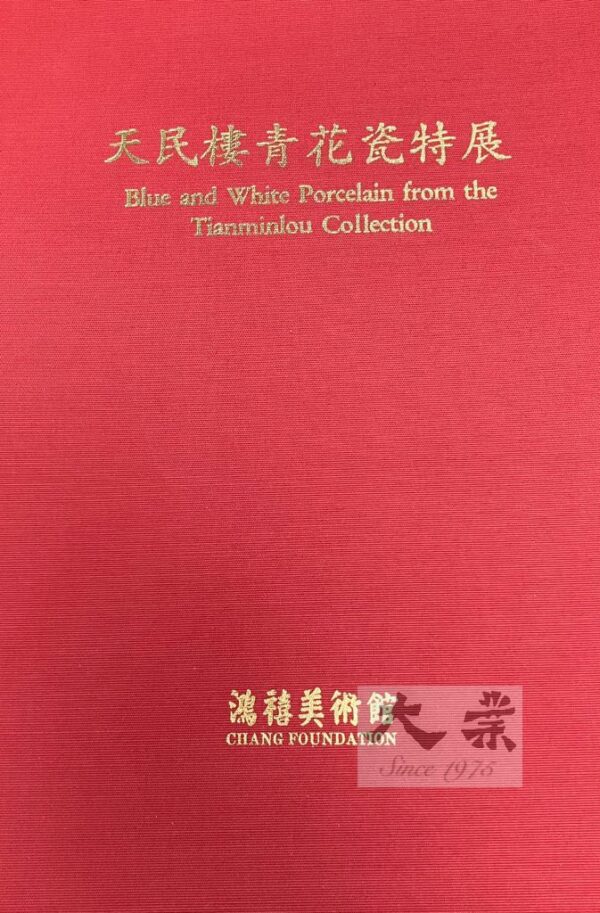 天民樓青花瓷特展
Blue and White Porcelain from the
Tianminlou Collection
鴻禧美術館
CHANG FOUNDATION
大業
Since 1975